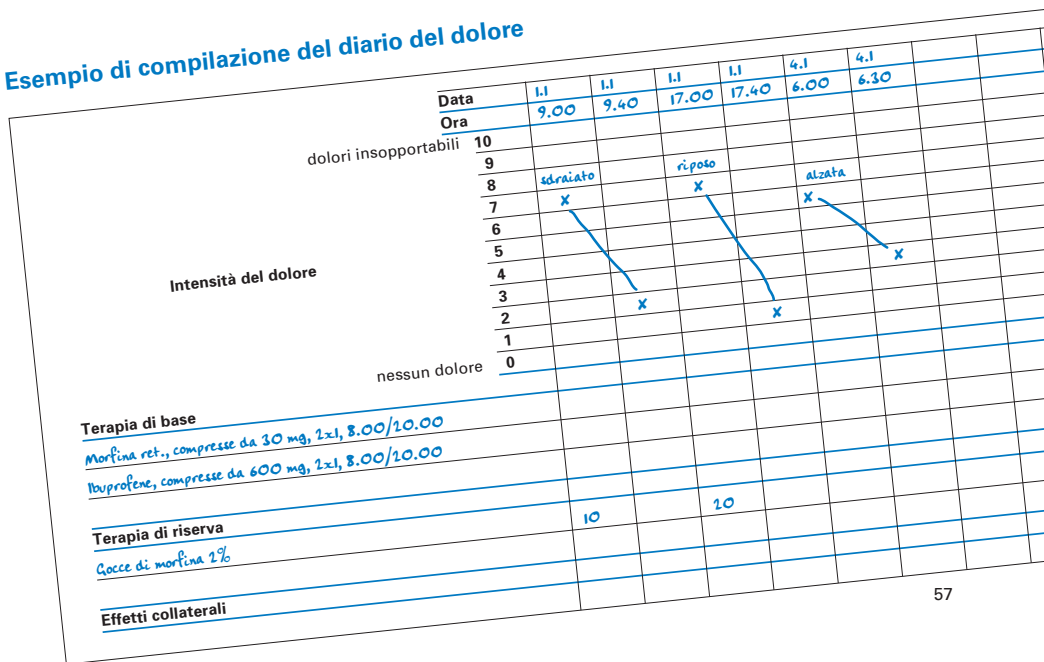 Esempio di compilazione del diario del dolore
Data 1.1 1.1 1.1 1.1 4.1 4.1
Ora 9.00 9.40 17.00 17.40 6.00 6.30
dolori insopportabili 10
9
8 sdraiato riposo alzata
7 x x x
6
5 x
4
Intensità del dolore
3 x
2 x
1
nessun dolore 0
Terapia di base
Morfina ret., compresse da 30 mg, 2x1, 8.00/20.00
Ibuprofene, compresse da 600 mg, 2x1, 8.00/20.00
Terapia di riserva
Gocce di morfina 2% 10 20
Effetti collaterali
57